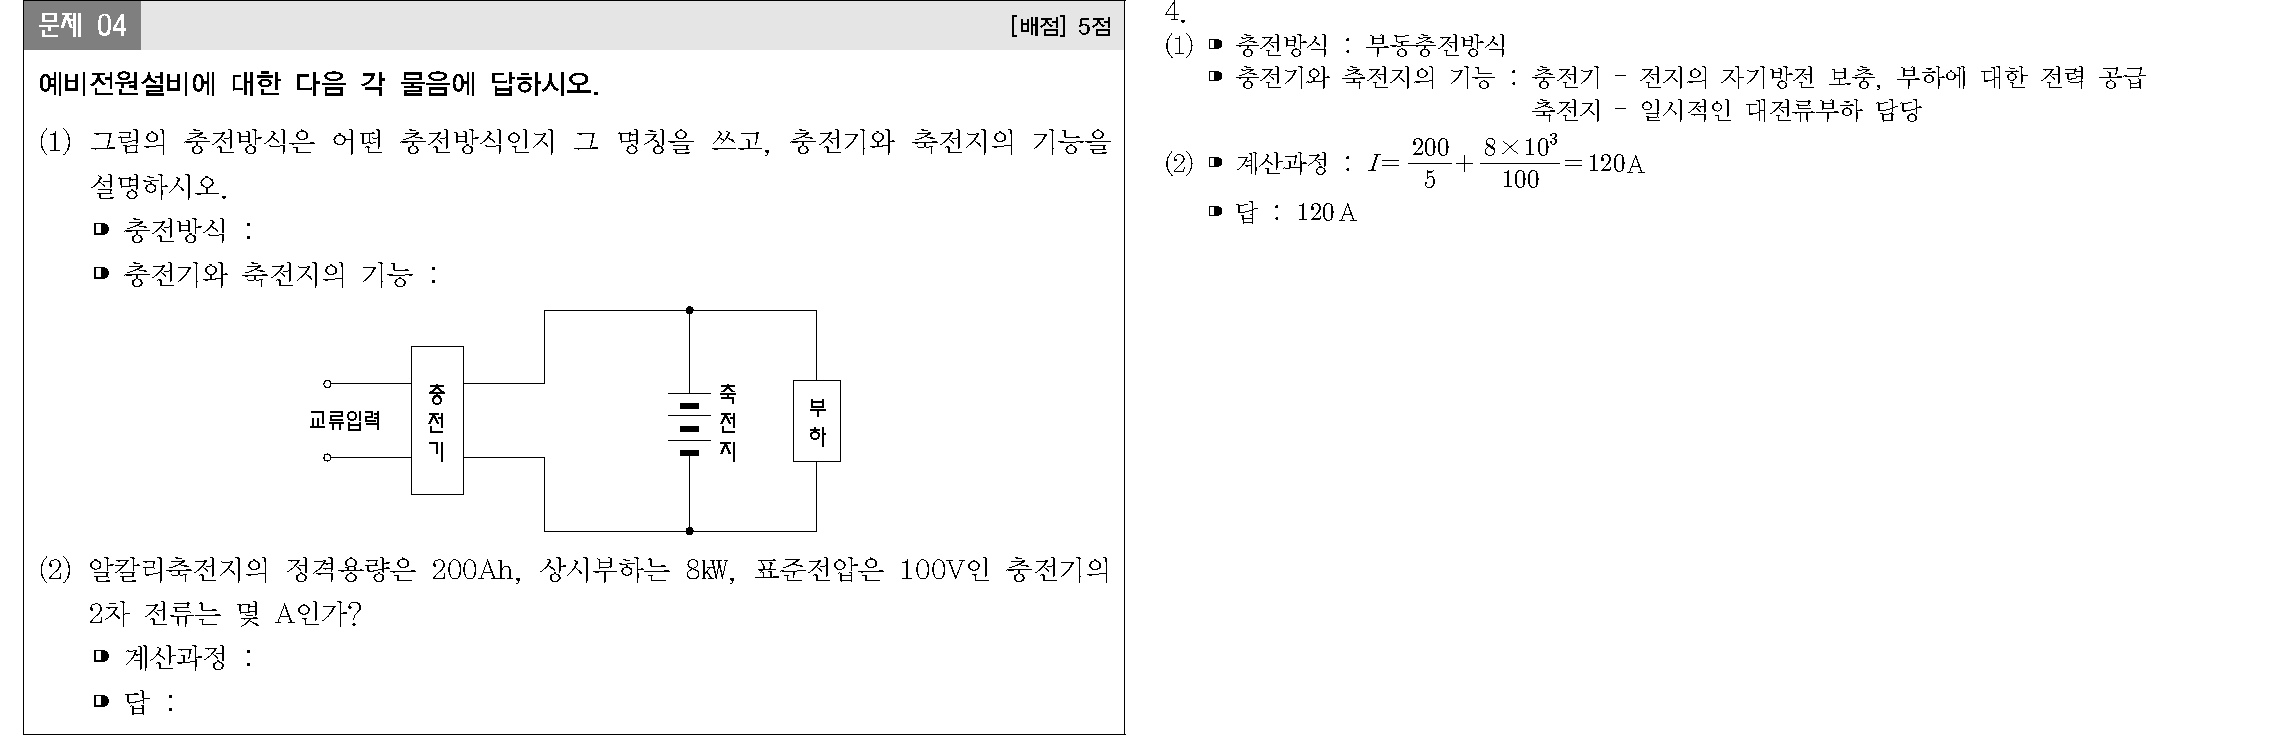 문제 04
[배점] 5점
예비전원설비에 대한 다음 각 물음에 답하시오.
(1) 그림의 충전방식은 어떤 충전방식인지 그 명칭을 쓰고, 충전기와 축전지의 기능을
설명하시오.
충전방식 :
충전기와 축전지의 기능 :
교류입력
충전기
축전지
부하
(2) 알칼리축전지의 정격용량은 200Ah, 상시부하는 8㎾, 표준전압은 100V인 충전기의
2차 전류는 몇 A인가?
계산과정 :
답 :
4.
(1) 충전방식 : 부동충전방식
충전기와 축전지의 기능 : 충전기 - 전지의 자기방전 보충, 부하에 대한 전력 공급
축전지 - 일시적인 대전류부하 담당
(2) 계산과정 : I= 200/5 + 8×10³/100 =120A
답 : 120A